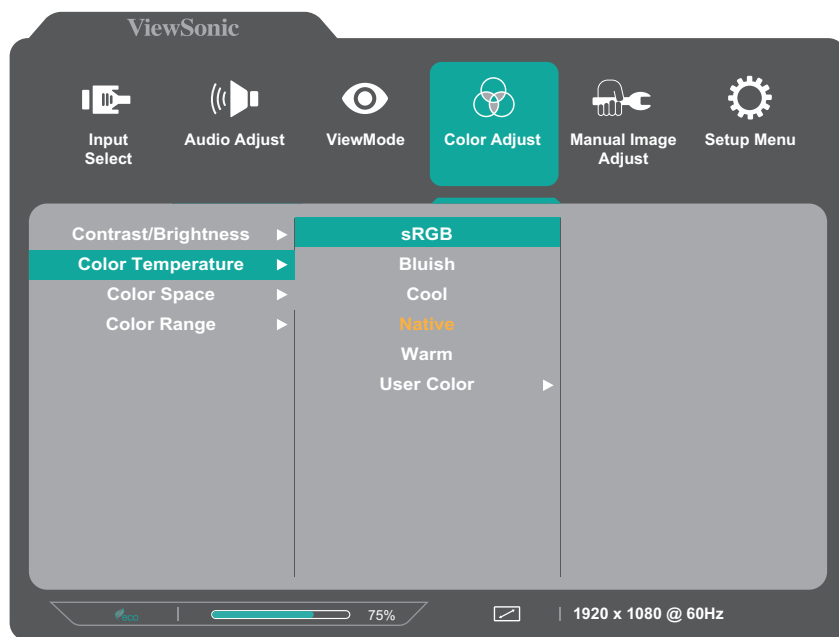 ViewSonic
Input
Select
Audio Adjust
ViewMode
Color Adjust
Manual Image
Adjust
Setup Menu
Contrast/Brightness
Color Temperature
Color Space
Color Range
sRGB
Bluish
Cool
Native
Warm
User Color
eco
75%
1920 x 1080 @ 60Hz